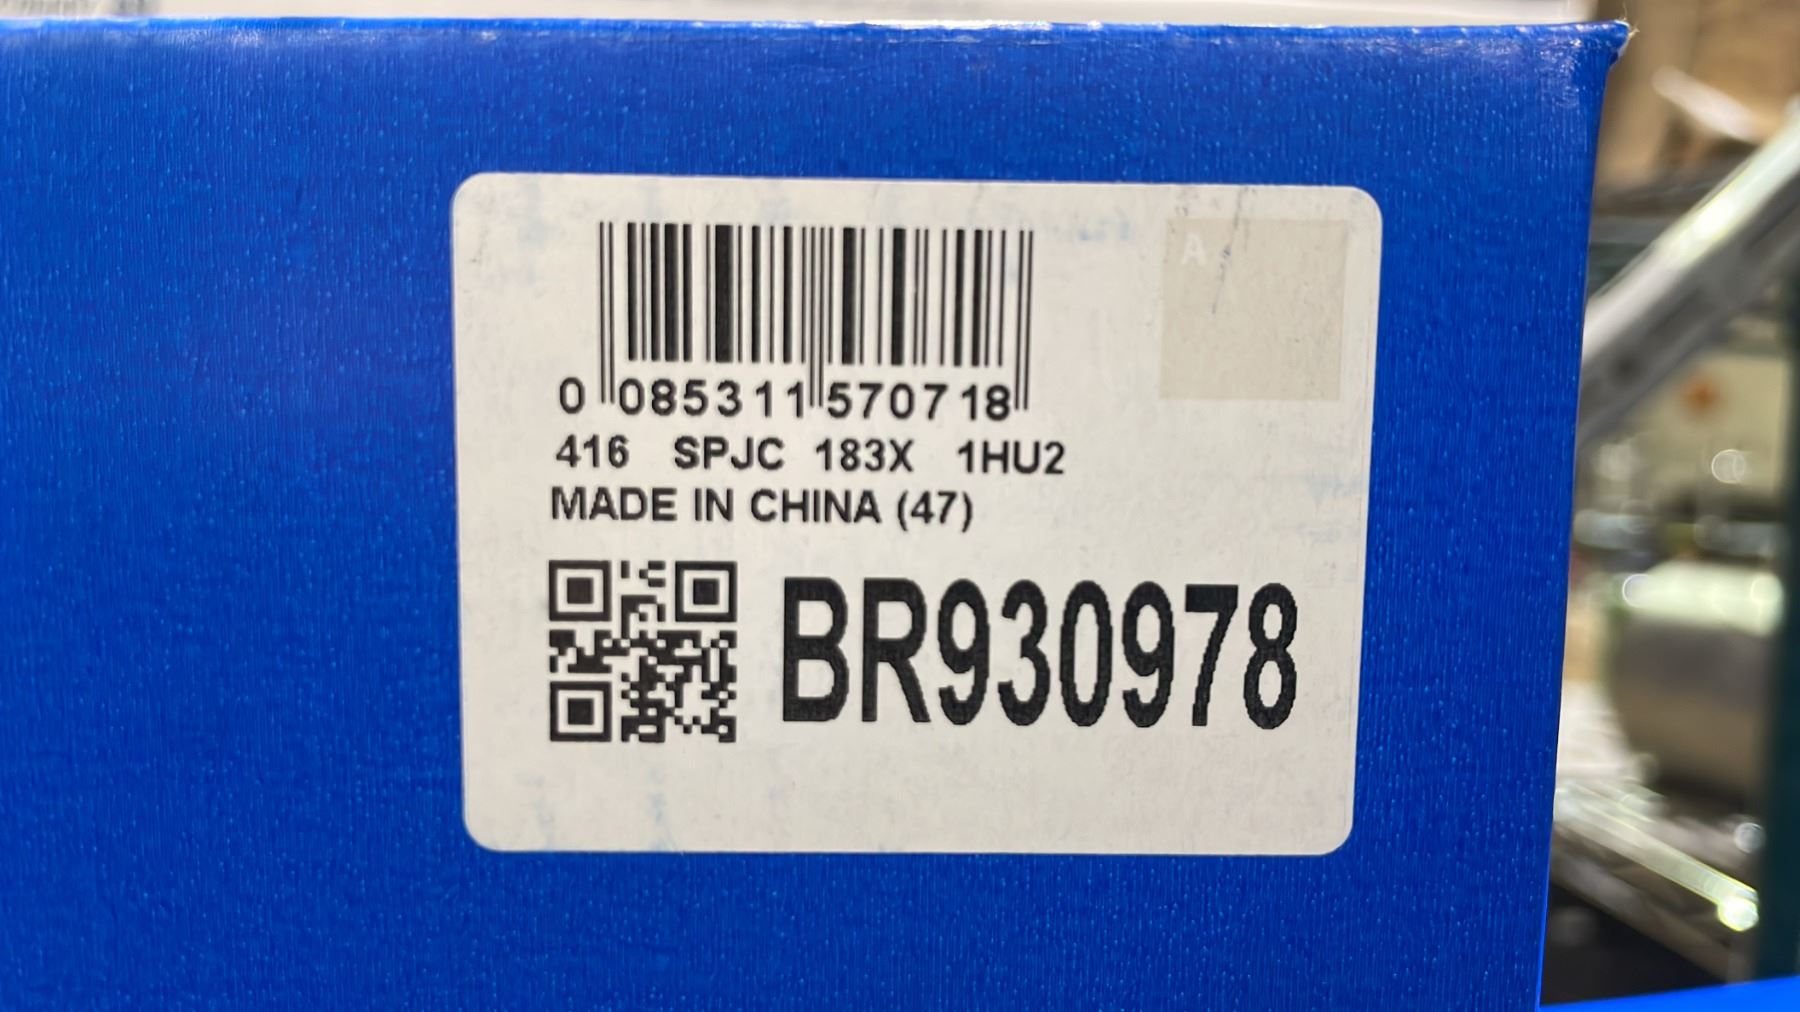 A
0 085311 570718
416 SPJC 183X 1HU2
MADE IN CHINA (47)
BR930978